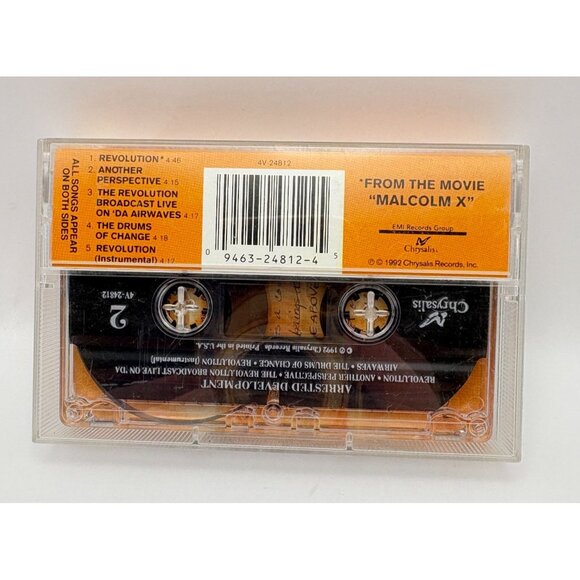 ALL SONGS APPEAR
ON BOTH SIDES
1. REVOLUTION* 4:46
2. ANOTHER
PERSPECTIVE 4:15
3. THE REVOLUTION
BROADCAST LIVE
ON 'DA AIRWAVES 4:17
4. THE DRUMS
OF CHANGE 4:18
5 REVOLUTION
(Instrumental) 4:12
4V-24812
0 9463-24812-4 5
*FROM THE MOVIE
"MALCOLM X"
EMI Records Group
Chrysalis.
℗ © 1992 Chrysalis Records, Inc.
ARRESTED DEVELOPMENT
REVOLUTION • ANOTHER PERSPECTIVE • THE REVOLUTION BROADCAST LIVE ON 'DA
AIRWAVES • THE DRUMS OF CHANGE • REVOLUTION (Instrumental)
℗ 1992 Chrysalis Records Printed in the U.S.A.
Chrysalis
2
4V-24812